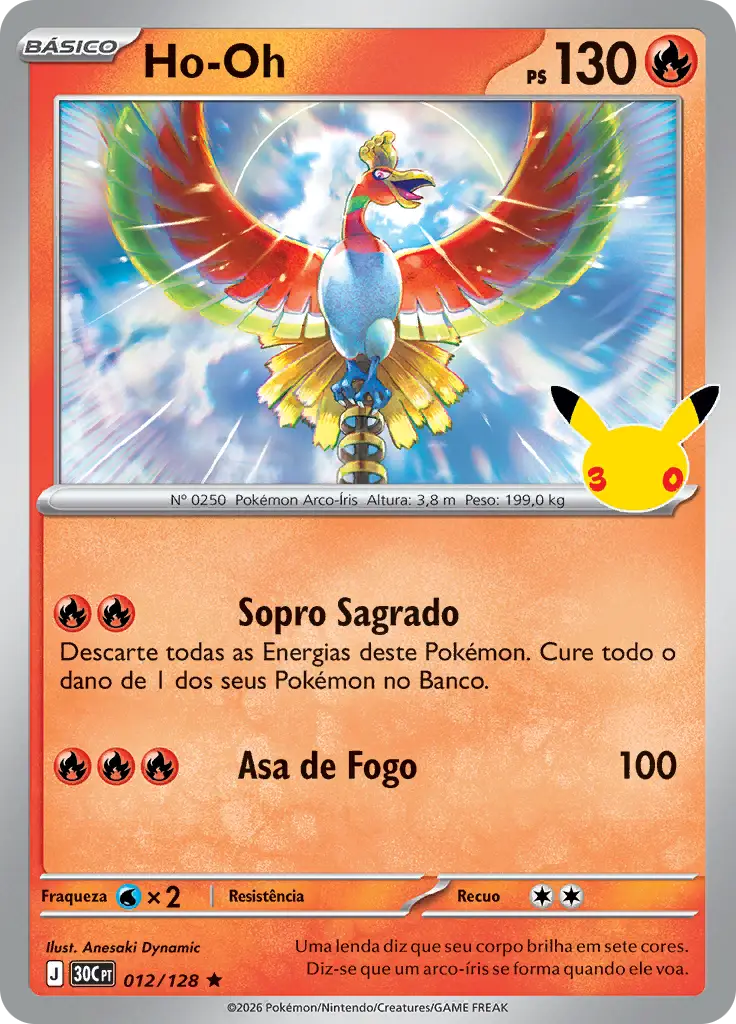 BÁSICO
Ho-Oh
PS 130
30
Nº 0250 Pokémon Arco-Íris Altura: 3,8 m Peso: 199,0 kg
Sopro Sagrado
Descarte todas as Energias deste Pokémon. Cure todo o
dano de 1 dos seus Pokémon no Banco.
Asa de Fogo 100
Fraqueza ×2 Resistência Recuo
Ilust. Anesaki Dynamic
Uma lenda diz que seu corpo brilha em sete cores.
Diz-se que um arco-íris se forma quando ele voa.
J 30C PT 012/128
©2026 Pokémon/Nintendo/Creatures/GAME FREAK